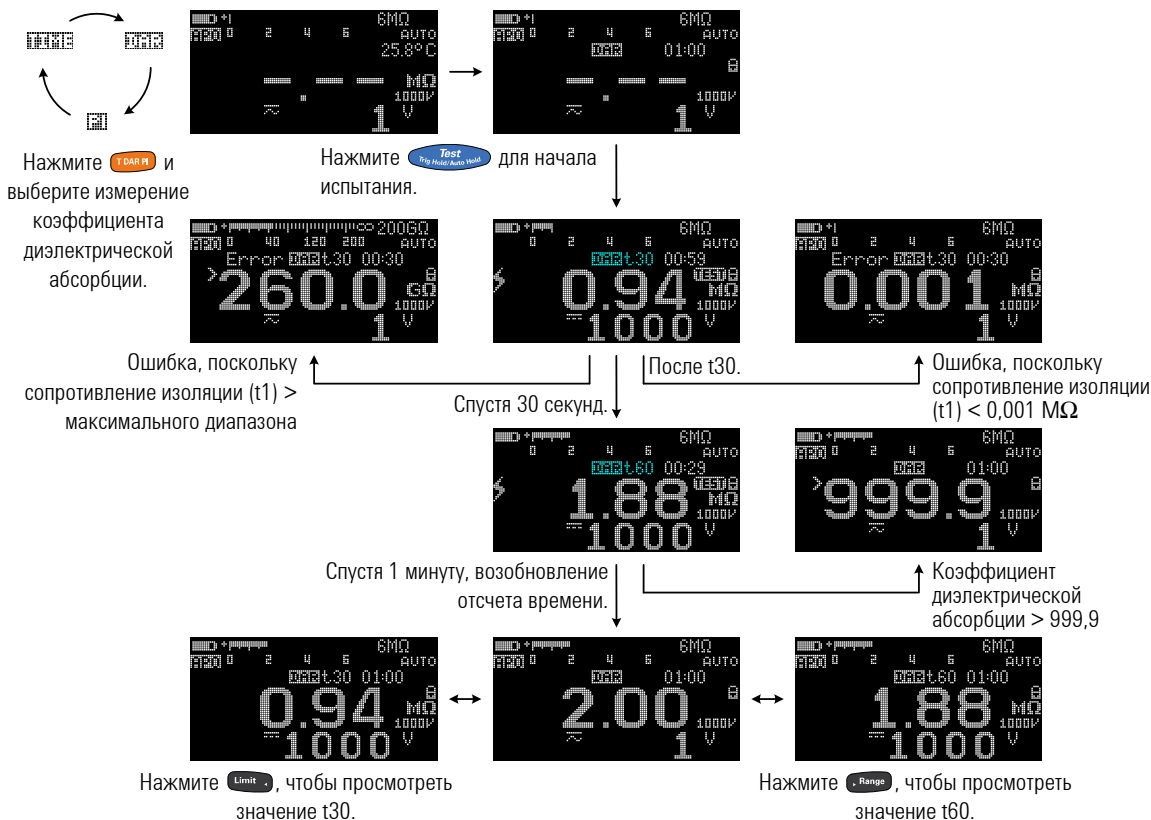 TIME DAR
PI
Нажмите T DAR PI и
выберите измерение
коэффициента
диэлектрической
абсорбции.
6MΩ
APO 0 2 4 6 AUTO
25.8°C
--.-- MΩ
1000V
1 V
6MΩ
APO 0 2 4 6 AUTO
DAR 01:00
--.--
1000V
1 V
Нажмите Test Trig Hold/Auto Hold для начала
испытания.
∞ 200GΩ
APO 0 40 120 200 AUTO
Error DAR t30 00:30
>260.0 GΩ
1000V
1 V
6MΩ
0 2 4 6 AUTO
DAR t30 00:59
TEST
0.94 MΩ
1000V
1000 V
6MΩ
APO 0 2 4 6 AUTO
Error DAR t30 00:30
0.001 MΩ
1000V
1 V
Ошибка, поскольку
сопротивление изоляции (t1) >
максимального диапазона
После t30.
Спустя 30 секунд.
Ошибка, поскольку
сопротивление изоляции
(t1) < 0,001 MΩ
6MΩ
0 2 4 6 AUTO
DAR t60 00:29
TEST
1.88 MΩ
1000V
1000 V
6MΩ
APO 0 2 4 6 AUTO
DAR 01:00
>999.9
1000V
1 V
Спустя 1 минуту, возобновление
отсчета времени.
Коэффициент
диэлектрической
абсорбции > 999,9
6MΩ
APO 0 2 4 6 AUTO
DAR t30 01:00
0.94 MΩ
1000V
1000 V
6MΩ
APO 0 2 4 6 AUTO
DAR 01:00
2.00
1000V
1 V
6MΩ
APO 0 2 4 6 AUTO
DAR t60 01:00
1.88 MΩ
1000V
1000 V
Нажмите Limit, чтобы просмотреть
значение t30.
Нажмите Range, чтобы просмотреть
значение t60.